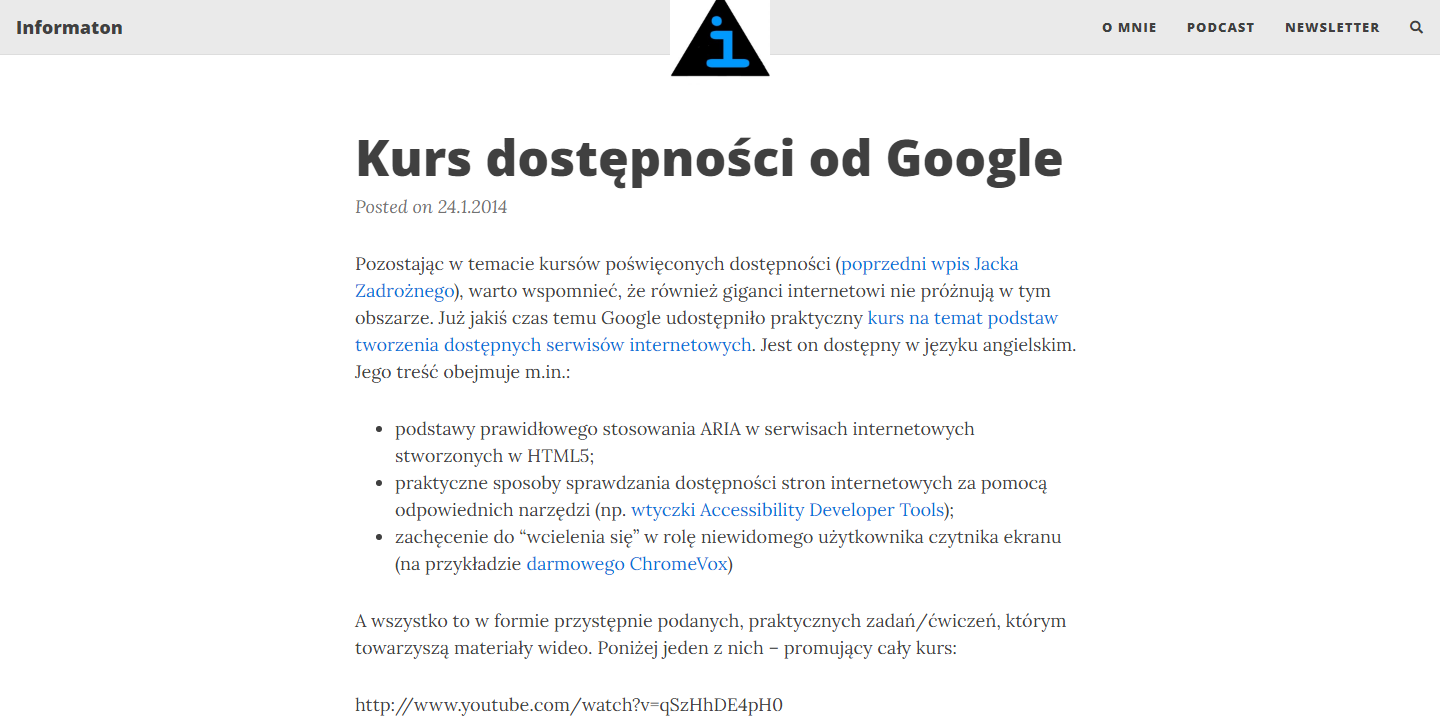 Informaton
i
O MNIE
PODCAST
NEWSLETTER
Kurs dostępności od Google
Posted on 24.1.2014
Pozostając w temacie kursów poświęconych dostępności (poprzedni wpis Jacka
Zadrożnego), warto wspomnieć, że również giganci internetowi nie próżnują w tym
obszarze. Już jakiś czas temu Google udostępniło praktyczny kurs na temat podstaw
tworzenia dostępnych serwisów internetowych. Jest on dostępny w języku angielskim.
Jego treść obejmuje m.in.:
• podstawy prawidłowego stosowania ARIA w serwisach internetowych
stworzonych w HTML5;
• praktyczne sposoby sprawdzania dostępności stron internetowych za pomocą
odpowiednich narzędzi (np. wtyczki Accessibility Developer Tools);
• zachęcenie do “wcielenia się” w rolę niewidomego użytkownika czytnika ekranu
(na przykładzie darmowego ChromeVox)
A wszystko to w formie przystępnie podanych, praktycznych zadań/ćwiczeń, którym
towarzyszą materiały wideo. Poniżej jeden z nich – promujący cały kurs:
http://www.youtube.com/watch?v=qSzHhDE4pH0